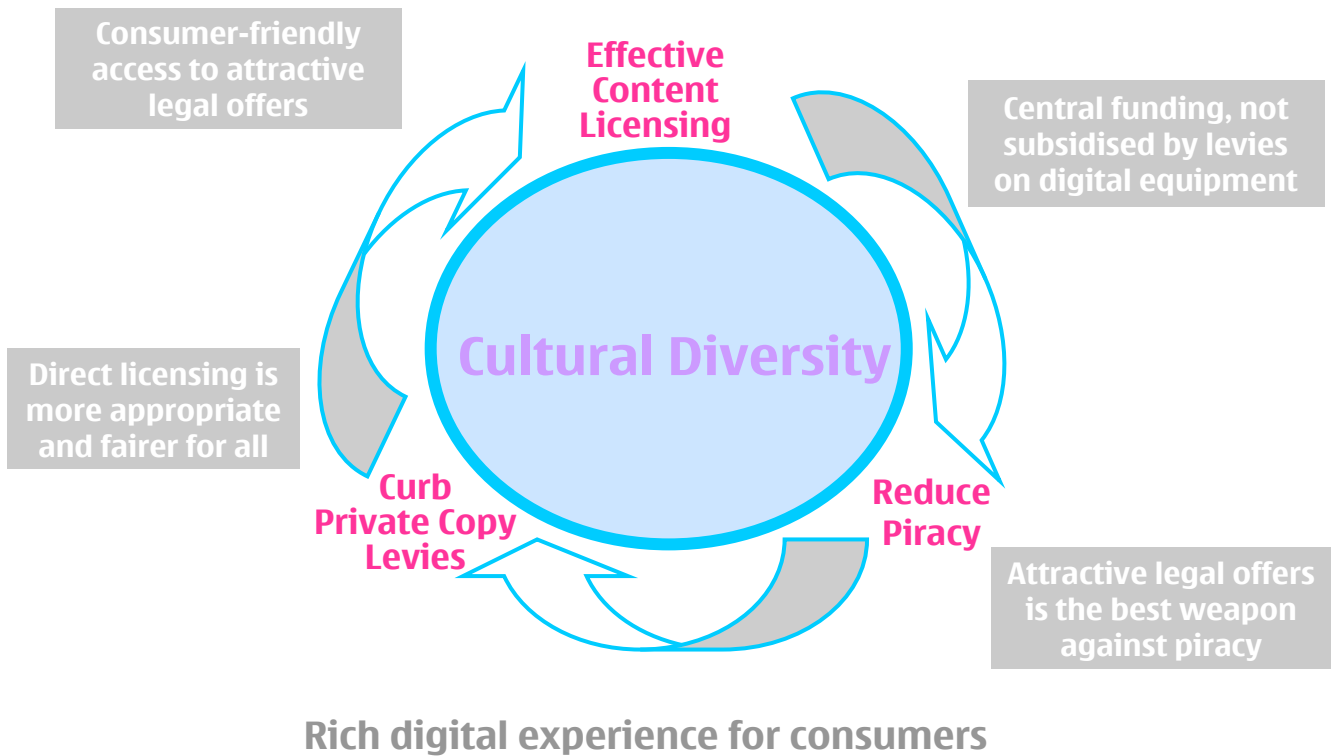 Consumer-friendly
access to attractive
legal offers
Effective
Content
Licensing
Central funding, not
subsidised by levies
on digital equipment
Cultural Diversity
Direct licensing is
more appropriate
and fairer for all
Curb
Private Copy
Levies
Reduce
Piracy
Attractive legal offers
is the best weapon
against piracy
Rich digital experience for consumers